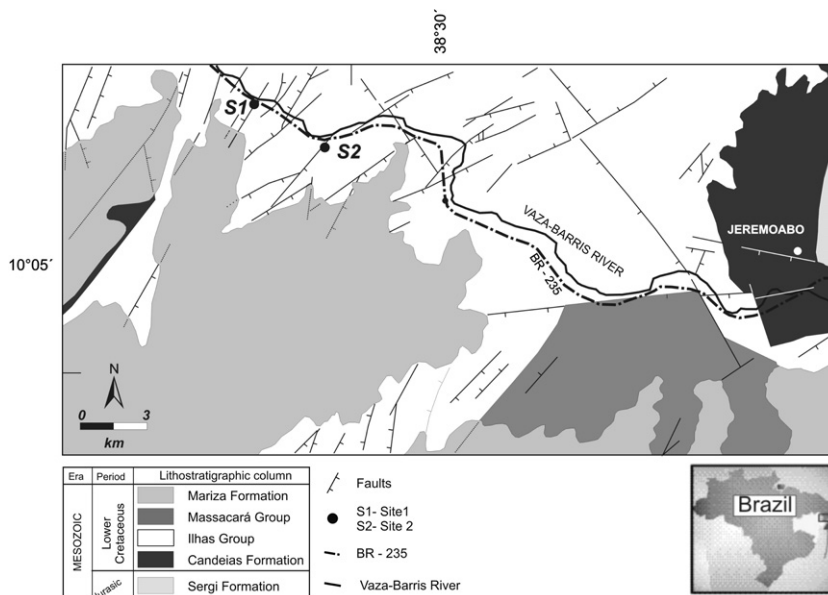 38°30´
S1
S2
JEREMOABO
VAZA-BARRIS RIVER
BR - 235
10°05´
N
0 3
km
Era Period Lithostratigraphic column
MESOZOIC
Lower
Cretaceous
Mariza Formation
Massacará Group
Ilhas Group
Candeias Formation
Sergi Formation
Faults
S1- Site1
S2- Site 2
BR - 235
Vaza-Barris River
Brazil